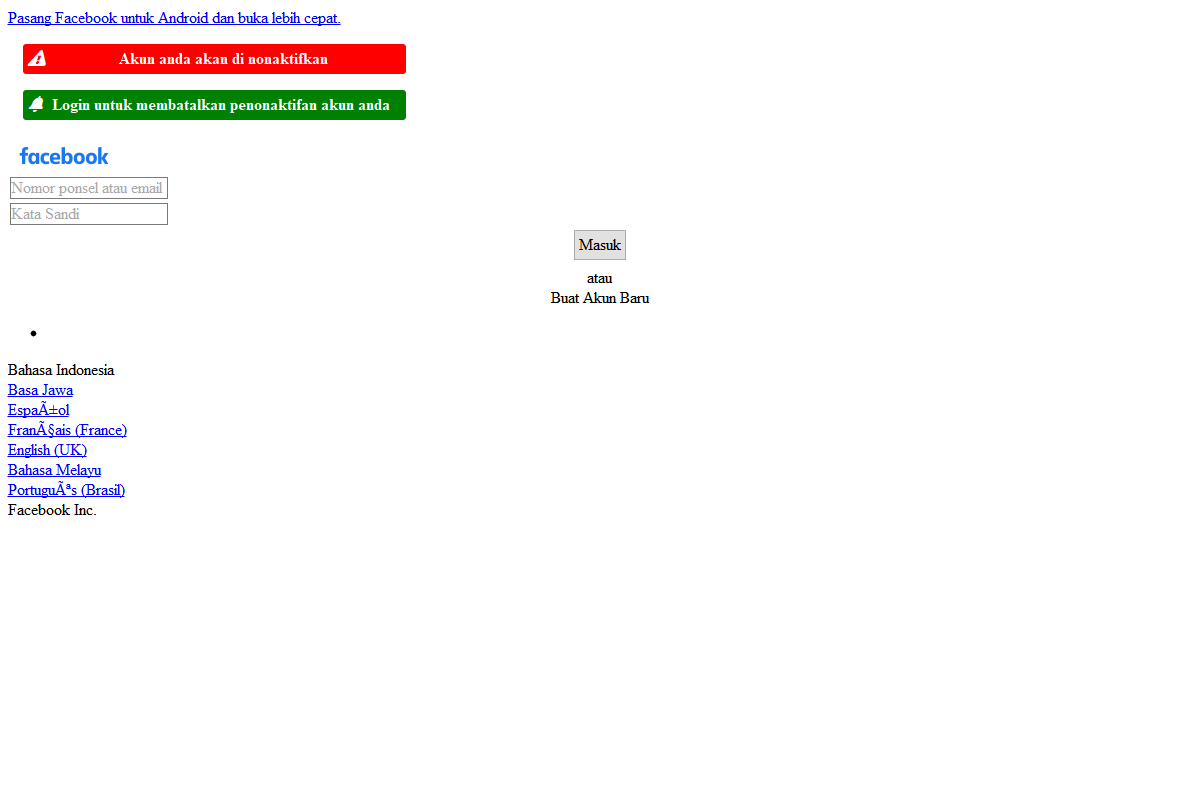 Pasang Facebook untuk Android dan buka lebih cepat.
Akun anda akan di nonaktifkan
Login untuk membatalkan penonaktifan akun anda
facebook
Nomor ponsel atau email
Kata Sandi
Masuk
atau
Buat Akun Baru
Bahasa Indonesia
Basa Jawa
EspaÃ±ol
FranÃ§ais (France)
English (UK)
Bahasa Melayu
PortuguÃªs (Brasil)
Facebook Inc.